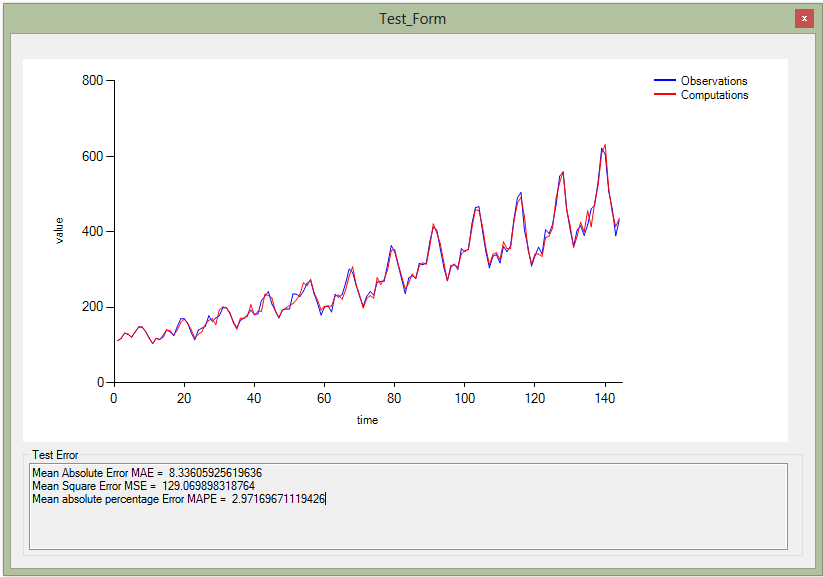 Test_Form
x
800
600
400
200
0
0 20 40 60 80 100 120 140
value
time
Observations
Computations
Test Error
Mean Absolute Error MAE = 8.33605925619636
Mean Square Error MSE = 129.069898318764
Mean absolute percentage Error MAPE = 2.97169671119426